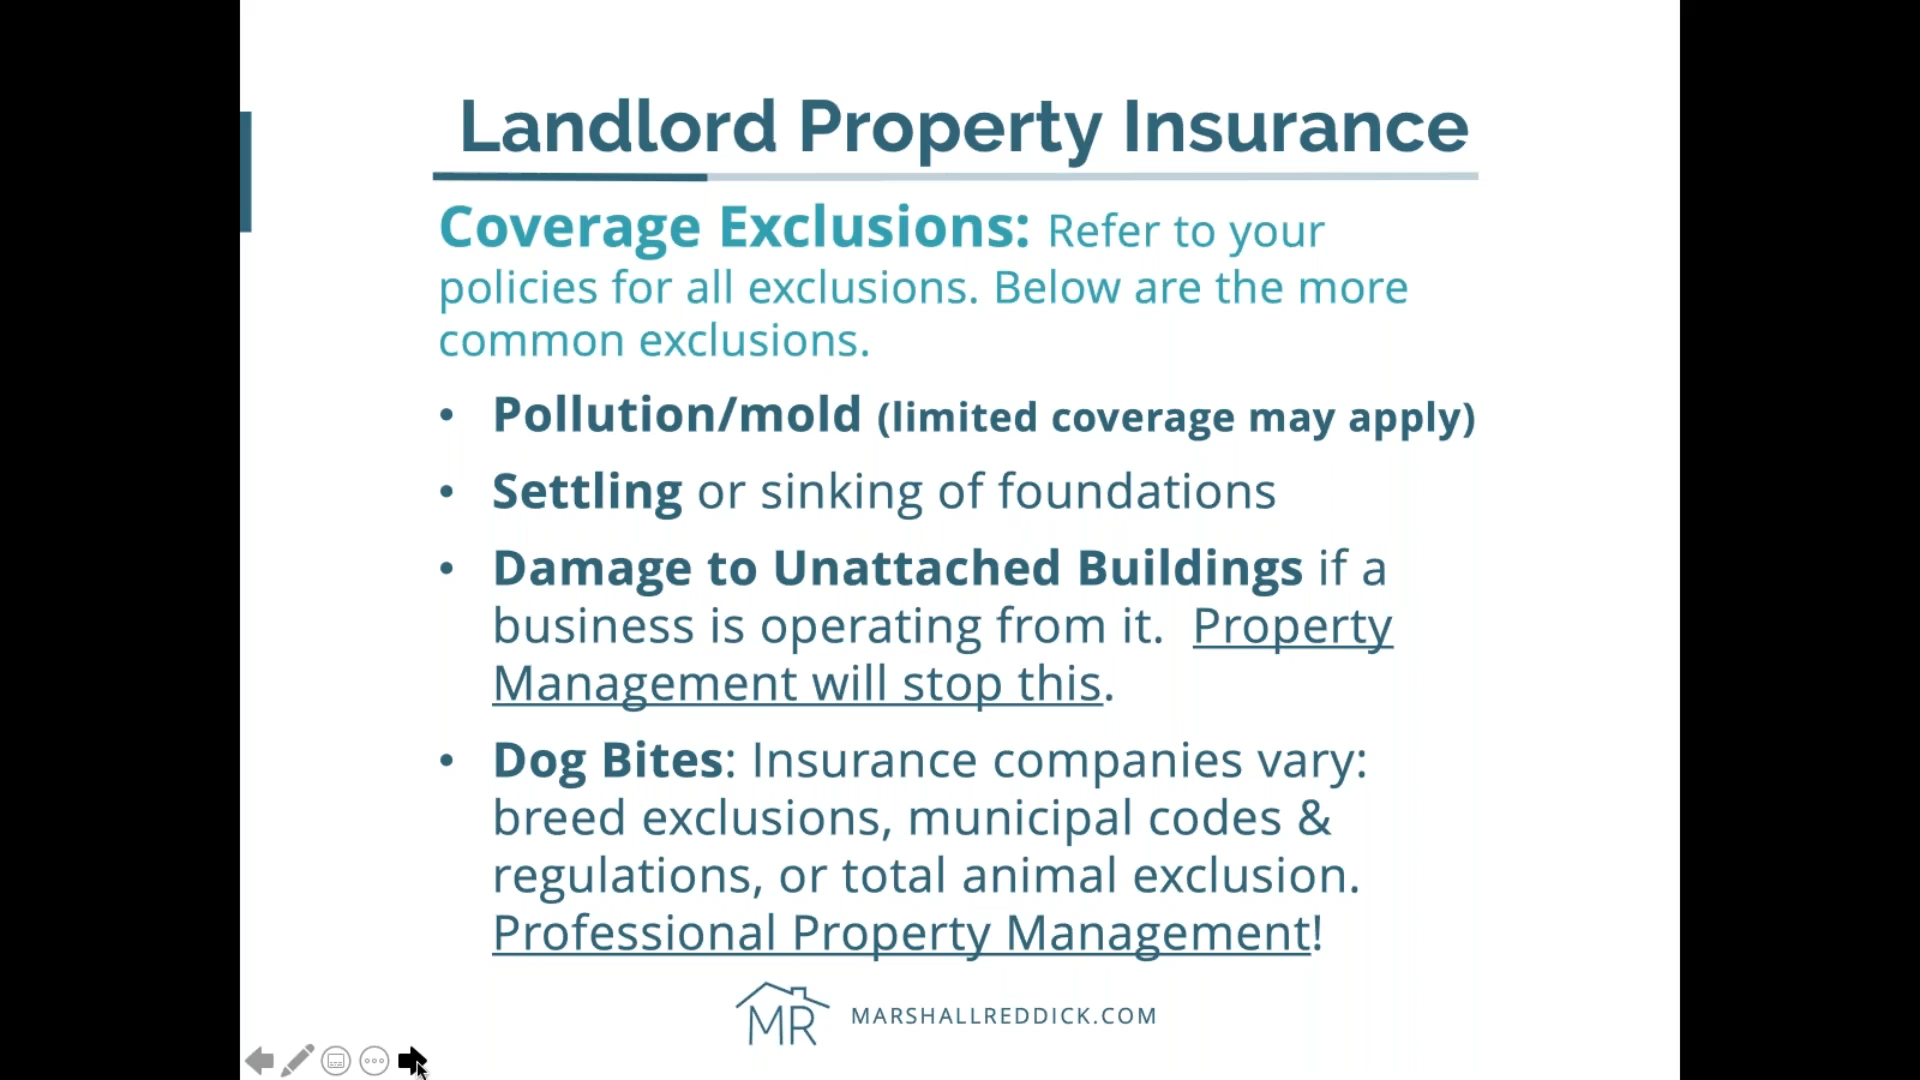 Landlord Property Insurance
Coverage Exclusions: Refer to your
policies for all exclusions. Below are the more
common exclusions.
• Pollution/mold (limited coverage may apply)
• Settling or sinking of foundations
• Damage to Unattached Buildings if a
business is operating from it.  Property
Management will stop this.
• Dog Bites: Insurance companies vary:
breed exclusions, municipal codes &
regulations, or total animal exclusion.
Professional Property Management!
MR MARSHALLREDDICK.COM